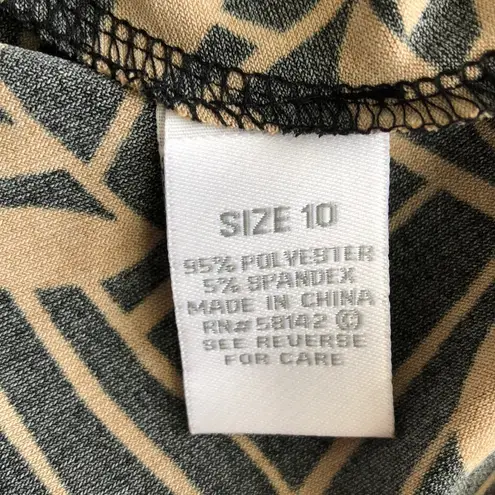 SIZE 10
95% POLYESTER
5% SPANDEX
MADE IN CHINA
RN# 58142 ©
SEE REVERSE
FOR CARE